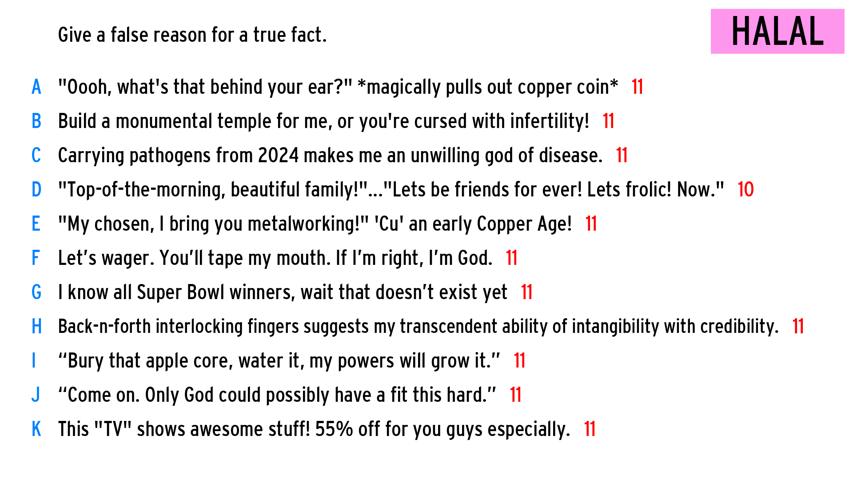 Give a false reason for a true fact.
HALAL
A "Oooh, what's that behind your ear?" *magically pulls out copper coin* 11
B Build a monumental temple for me, or you're cursed with infertility! 11
C Carrying pathogens from 2024 makes me an unwilling god of disease. 11
D "Top-of-the-morning, beautiful family!"..."Lets be friends for ever! Lets frolic! Now." 10
E "My chosen, I bring you metalworking!" 'Cu' an early Copper Age! 11
F Let’s wager. You’ll tape my mouth. If I’m right, I’m God. 11
G I know all Super Bowl winners, wait that doesn’t exist yet 11
H Back-n-forth interlocking fingers suggests my transcendent ability of intangibility with credibility. 11
I “Bury that apple core, water it, my powers will grow it.” 11
J “Come on. Only God could possibly have a fit this hard.” 11
K This "TV" shows awesome stuff! 55% off for you guys especially. 11